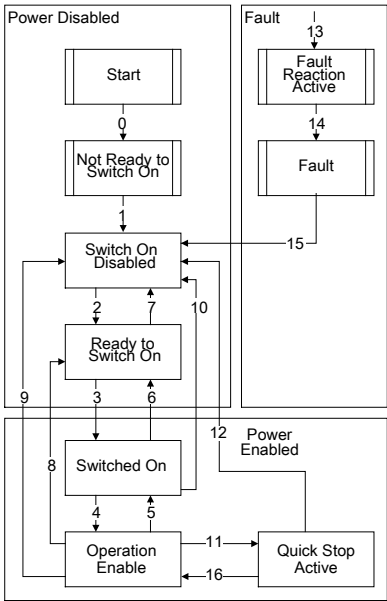 Power Disabled
Fault
13
Start
Fault
Reaction
Active
0
14
Not Ready to
Switch On
Fault
1
15
Switch On
Disabled
2
7
10
Ready to
Switch On
9
3
6
12
8
Power
Enabled
Switched On
4
5
11
Operation
Enable
Quick Stop
Active
16